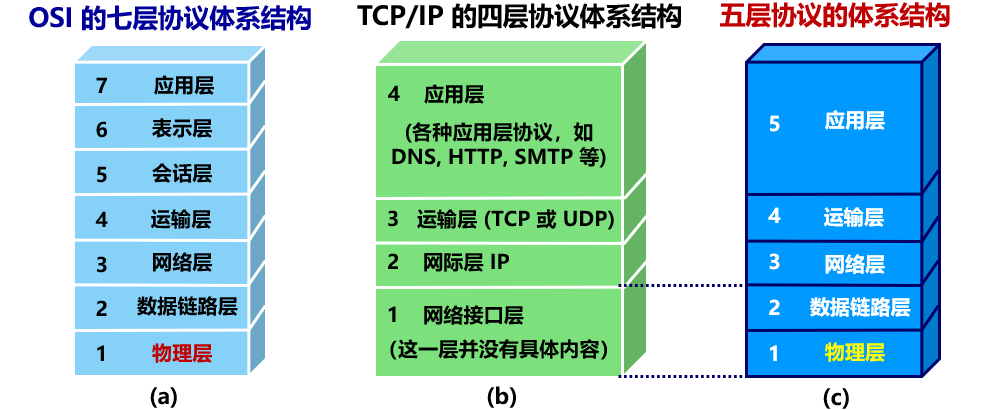 OSI 的七层协议体系结构
7 应用层
6 表示层
5 会话层
4 运输层
3 网络层
2 数据链路层
1 物理层
(a)
TCP/IP 的四层协议体系结构
4 应用层
(各种应用层协议，如
DNS, HTTP, SMTP 等)
3 运输层 (TCP 或 UDP)
2 网际层 IP
1 网络接口层
（这一层并没有具体内容）
(b)
五层协议的体系结构
5 应用层
4 运输层
3 网络层
2 数据链路层
1 物理层
(c)